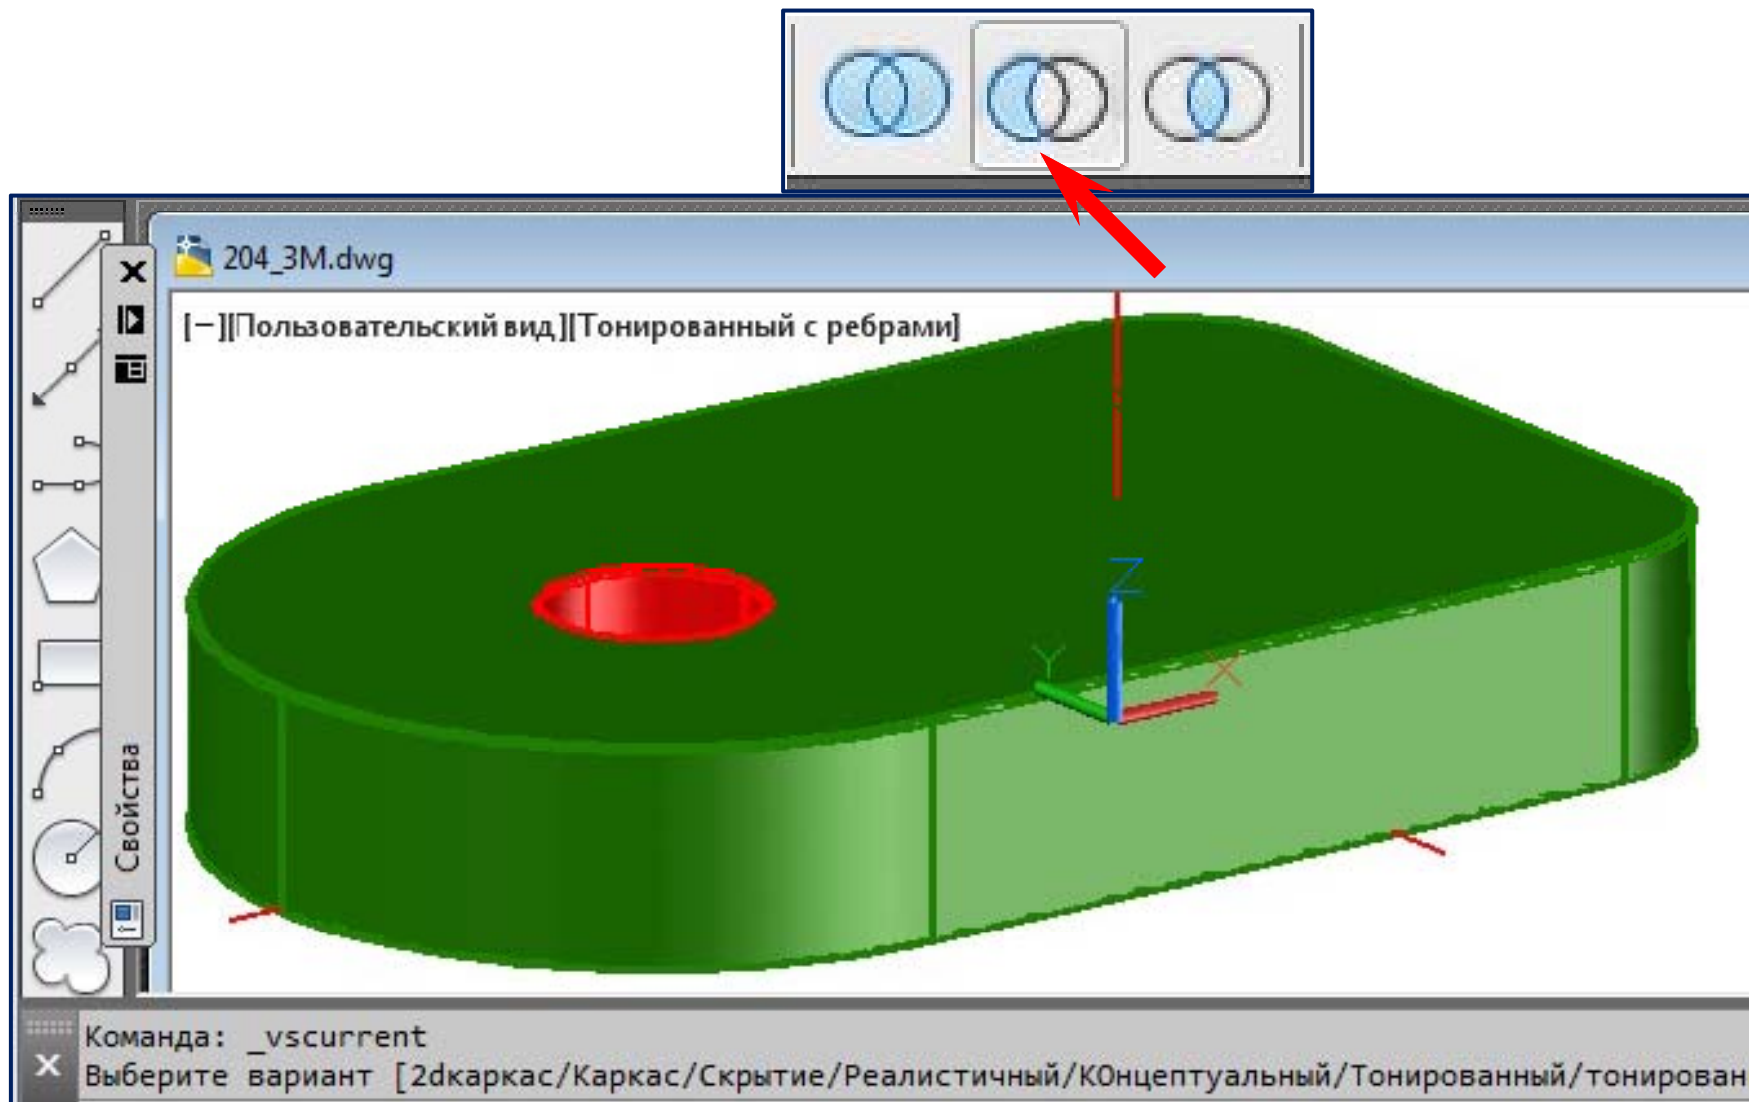 204_3M.dwg
[−][Пользовательский вид][Тонированный с ребрами]
Z
Y
X
Свойства
Команда: _vscurrent
Выберите вариант [2dкаркас/Каркас/Скрытие/Реалистичный/КОнцептуальный/Тонированный/тонирован